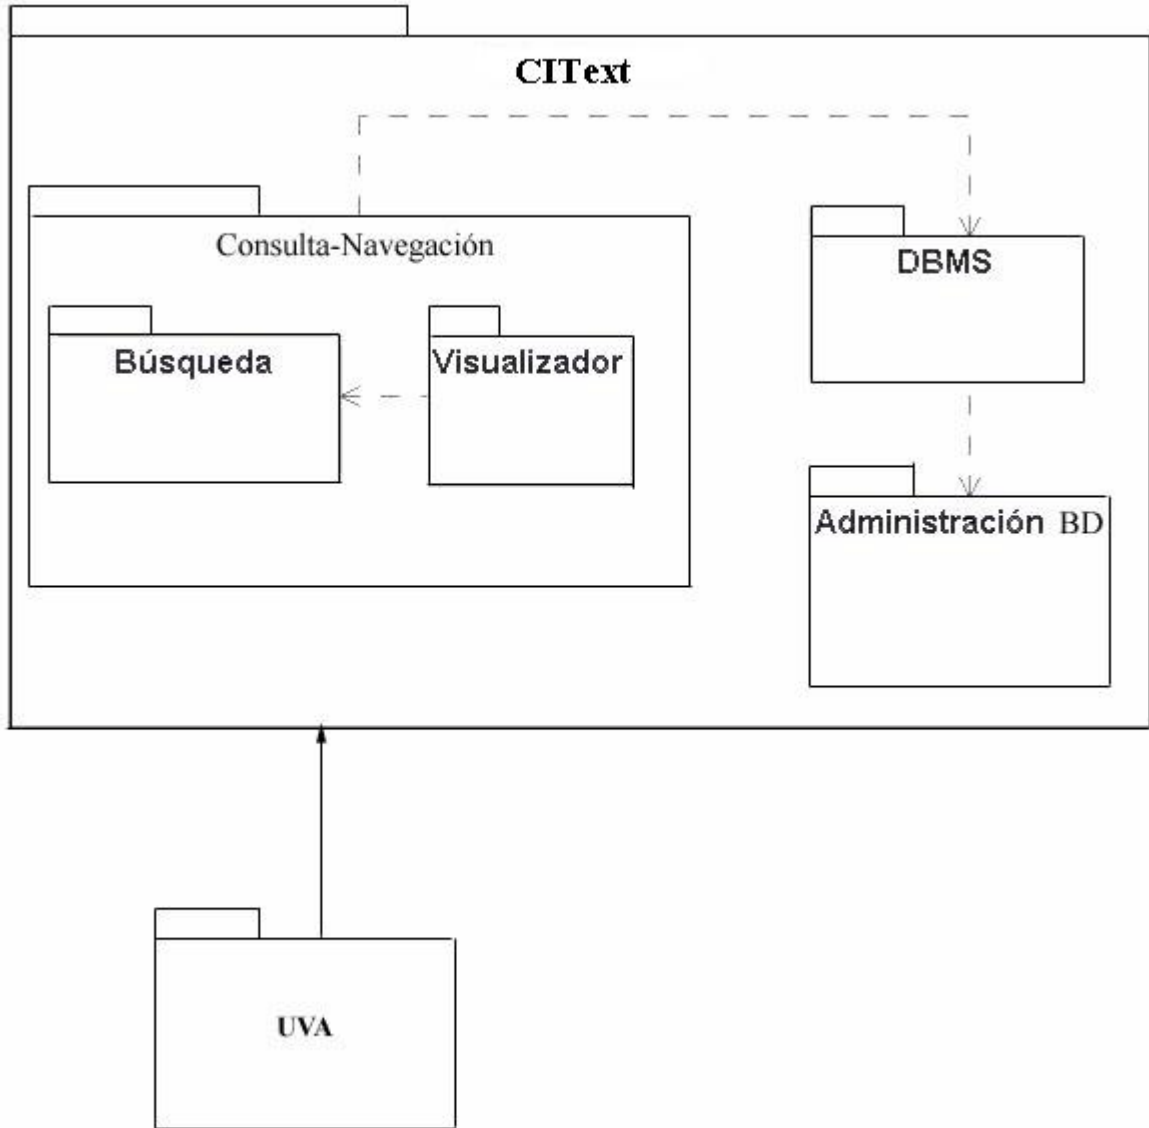 CIText
Consulta-Navegación
DBMS
Búsqueda
Visualizador
Administración BD
UVA